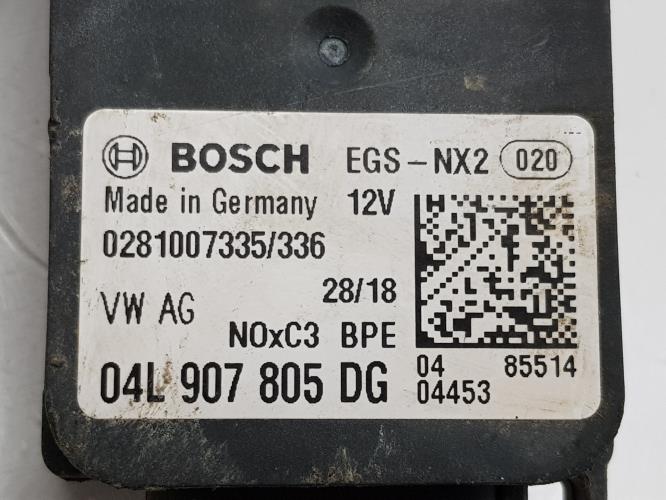 BOSCH EGS-NX2 020
Made in Germany 12V
0281007335/336
28/18
VW AG
NOxC3 BPE
04L 907 805 DG
04 85514
04453